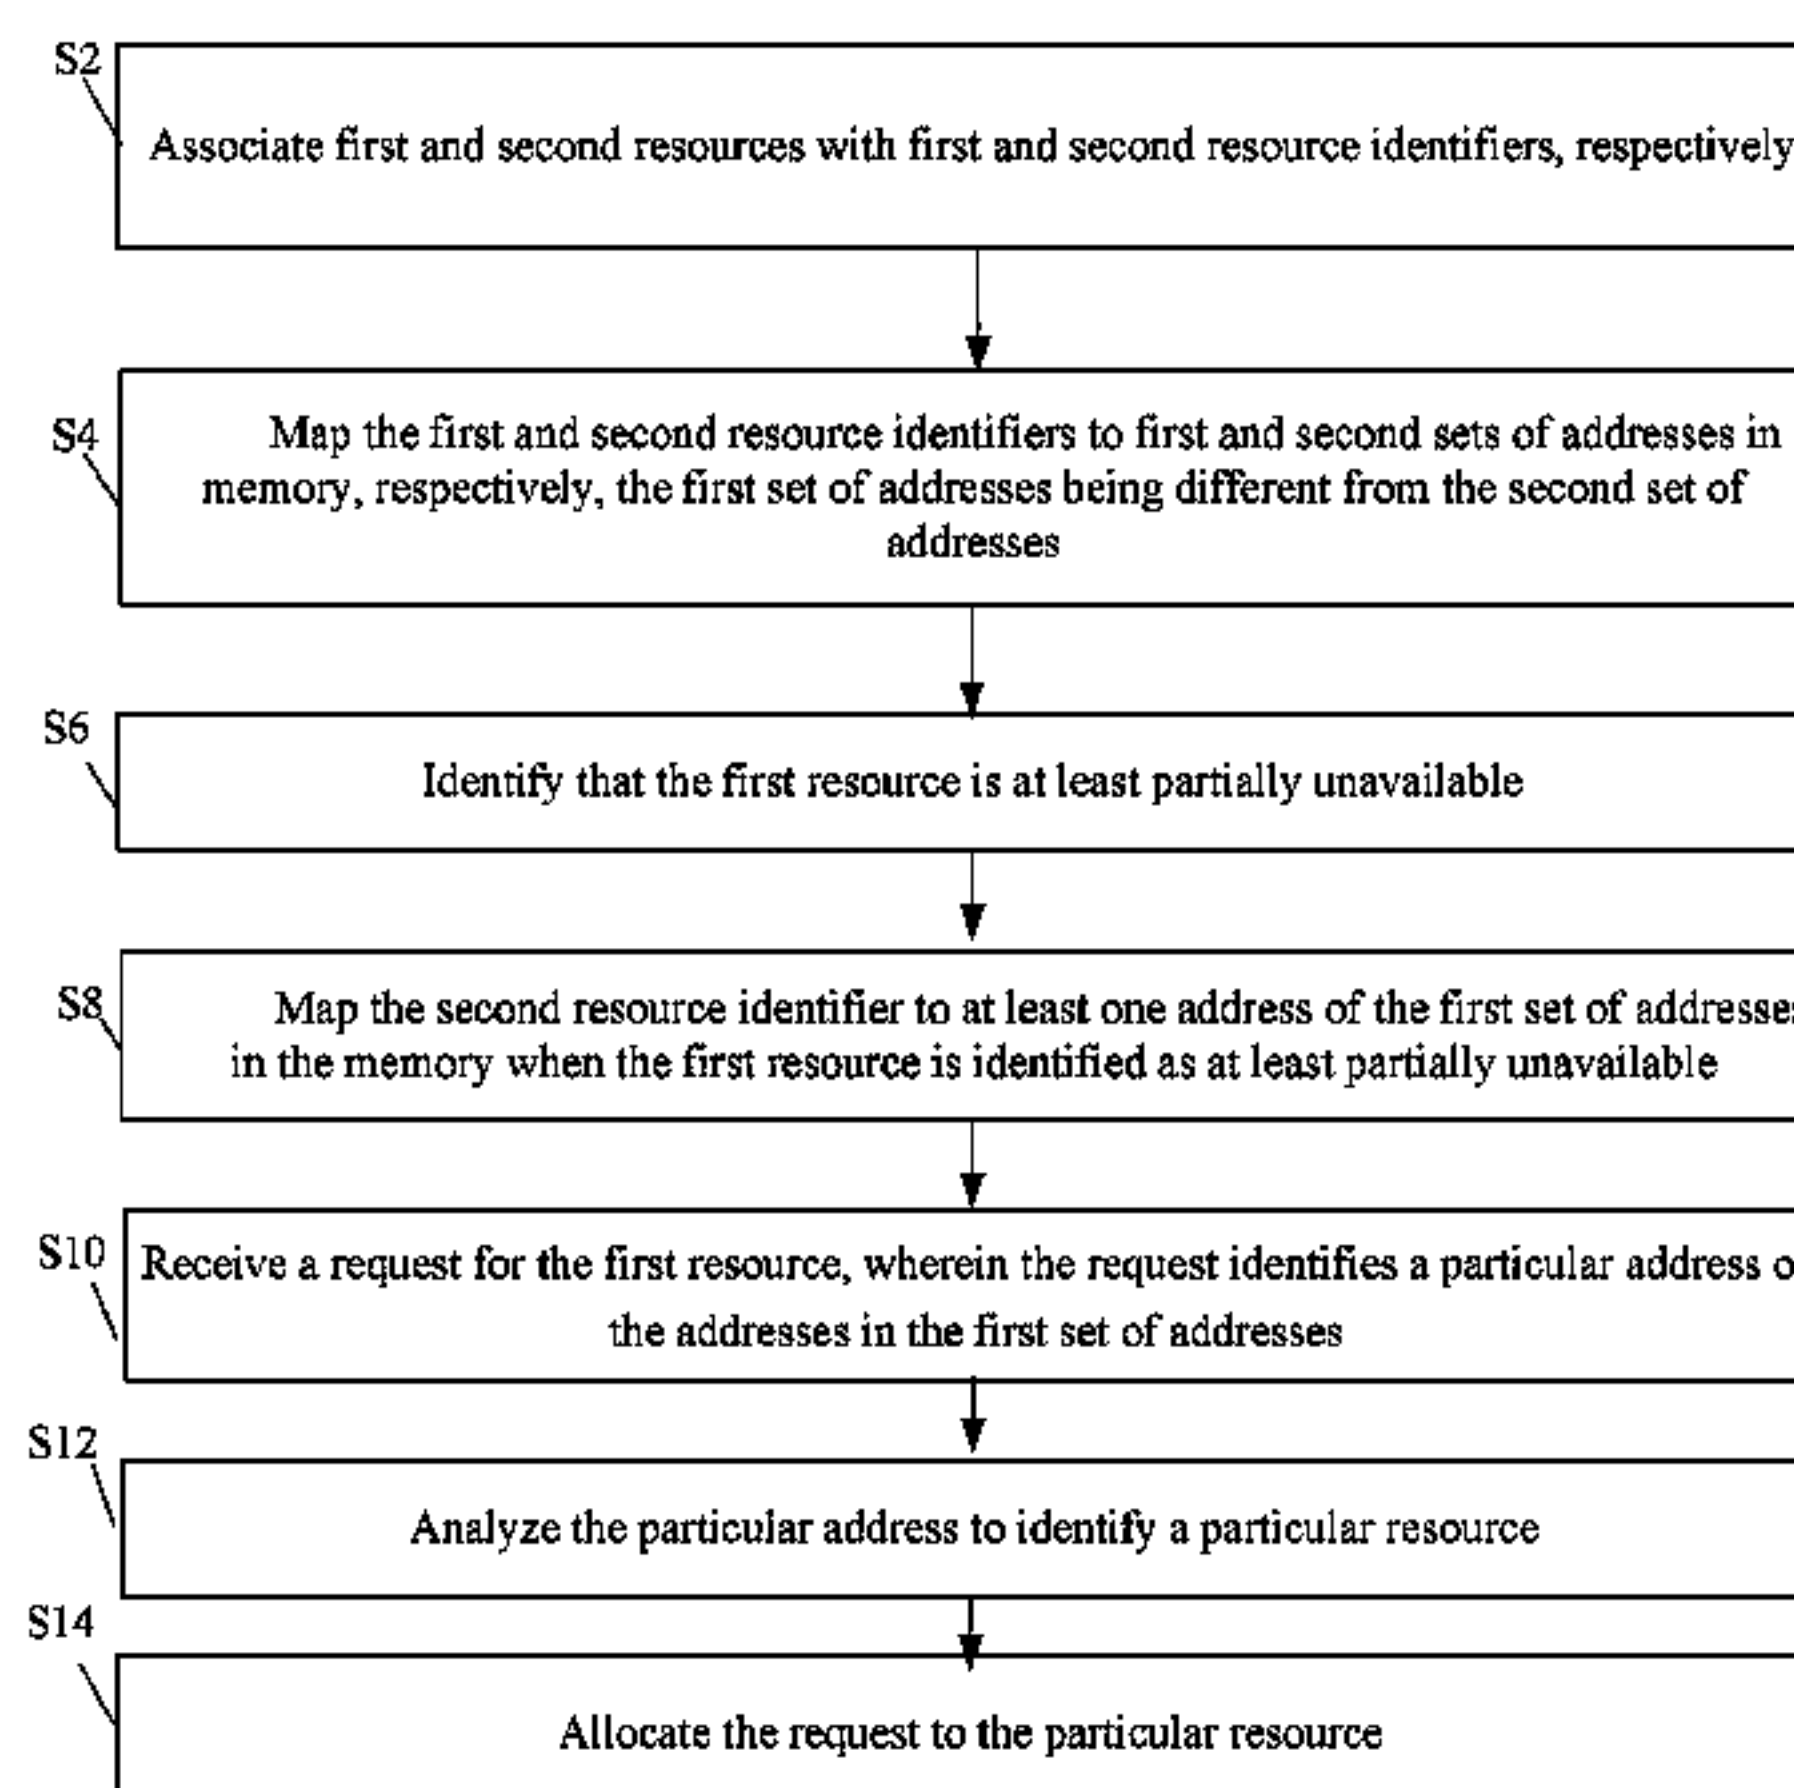 S2
Associate first and second resources with first and second resource identifiers, respectively
S4
Map the first and second resource identifiers to first and second sets of addresses in
memory, respectively, the first set of addresses being different from the second set of
addresses
S6
Identify that the first resource is at least partially unavailable
S8
Map the second resource identifier to at least one address of the first set of addresses
in the memory when the first resource is identified as at least partially unavailable
S10
Receive a request for the first resource, wherein the request identifies a particular address
the addresses in the first set of addresses
S12
Analyze the particular address to identify a particular resource
S14
Allocate the request to the particular resource